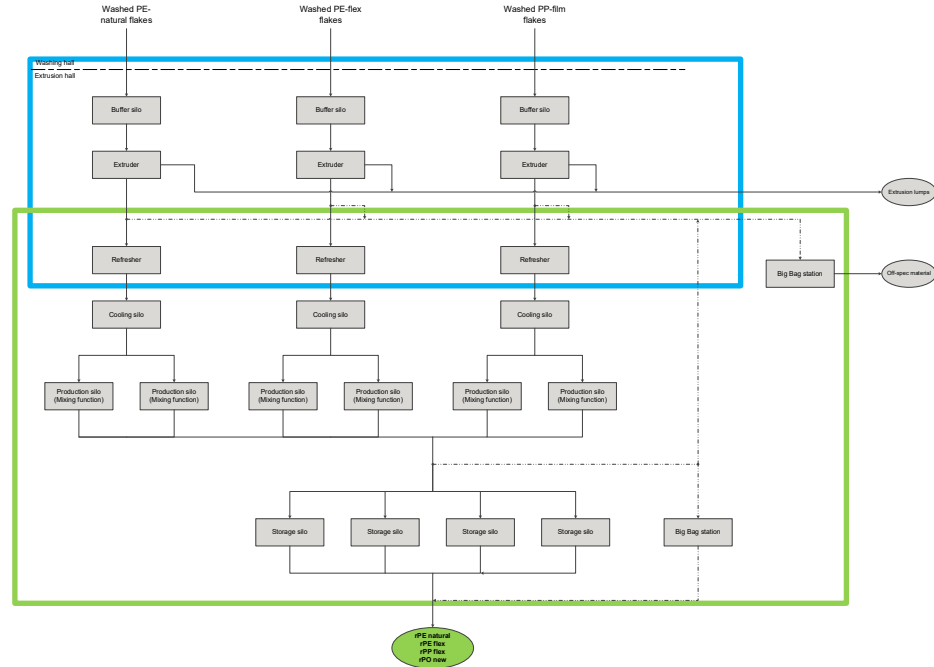 Washed PE-
natural flakes
Washed PE-flex
flakes
Washed PP-film
flakes
Washing hall
Extrusion hall
Buffer silo
Buffer silo
Buffer silo
Extruder
Extruder
Extruder
Extrusion lumps
Refresher
Refresher
Refresher
Big Bag station
Off-spec material
Cooling silo
Cooling silo
Cooling silo
Production silo
(Mixing function)
Production silo
(Mixing function)
Production silo
(Mixing function)
Production silo
(Mixing function)
Production silo
(Mixing function)
Production silo
(Mixing function)
Storage silo
Storage silo
Storage silo
Storage silo
Big Bag station
rPE natural
rPE flex
rPP flex
rPO new